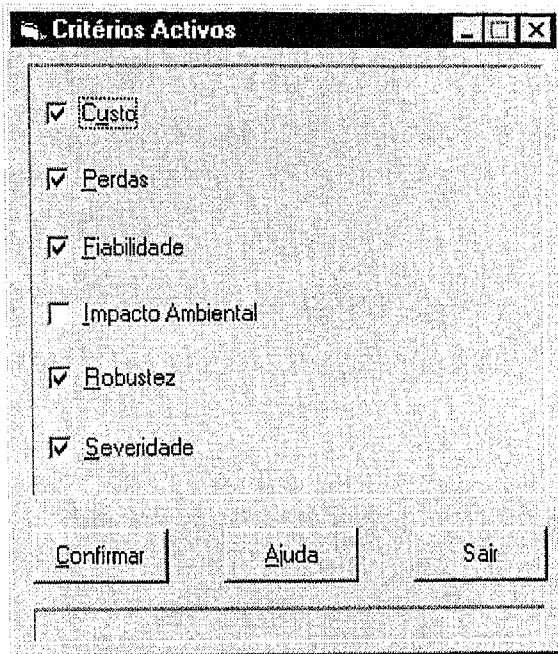 Critérios Activos
Custo
Perdas
Fiabilidade
Impacto Ambiental
Robustez
Severidade
Confirmar Ajuda Sair